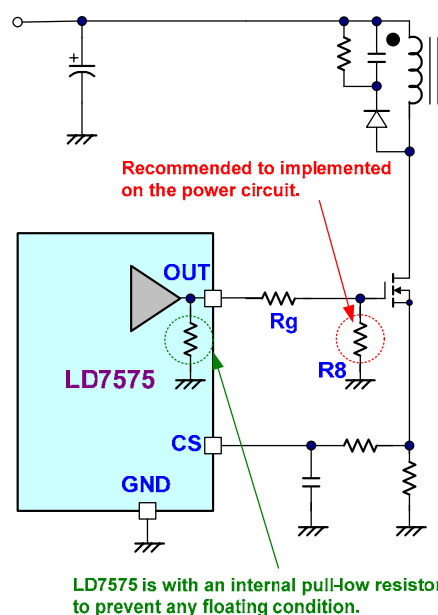 +
Recommended to implemented
on the power circuit.
OUT
Rg
R8
LD7575
CS
GND
LD7575 is with an internal pull-low resistor
to prevent any floating condition.